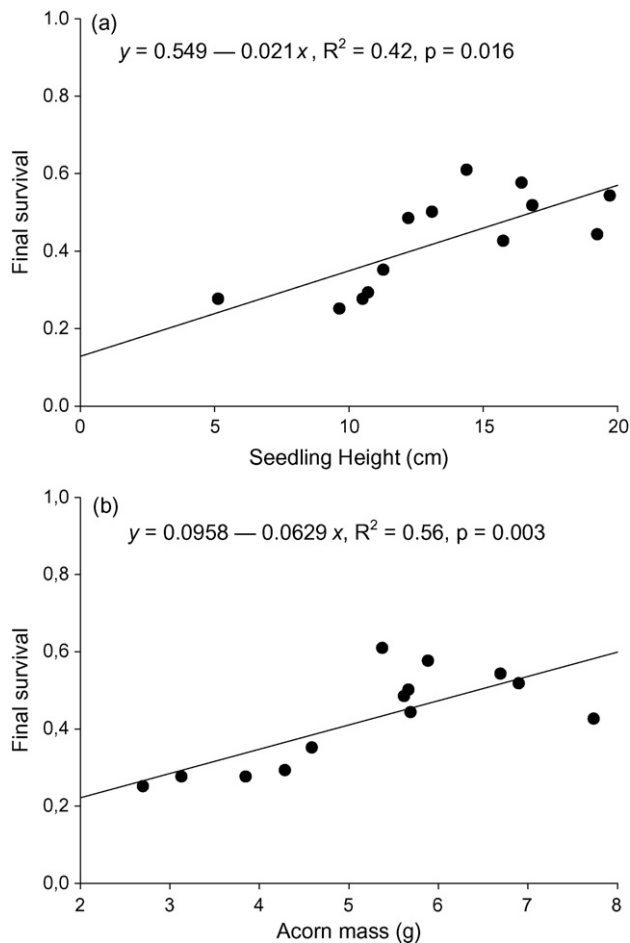 (a)
y = 0.549 — 0.021 x , R² = 0.42, p = 0.016
1.0
0.8
0.6
0.4
0.2
0.0
Final survival
0 5 10 15 20
Seedling Height (cm)
(b)
y = 0.0958 — 0.0629 x, R² = 0.56, p = 0.003
1,0
0,8
0,6
0,4
0,2
0,0
Final survival
2 3 4 5 6 7 8
Acorn mass (g)